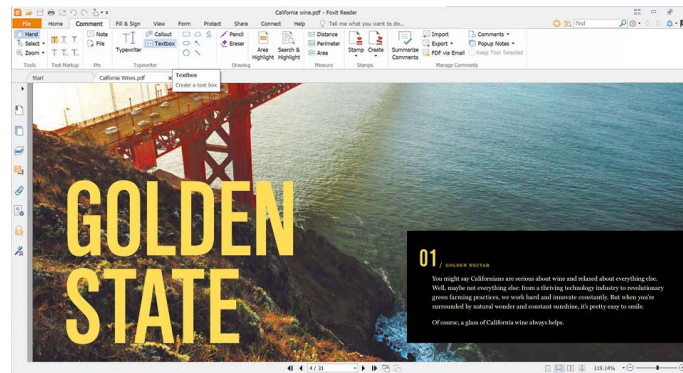 California wine.pdf - Foxit Reader
File Home Comment Fill & Sign View Form Protect Share Connect Help Tell me what you want to do... Find
Hand
Select
Zoom
Note
File
Typewriter
Callout
Textbox
Pencil
Eraser
Area Highlight
Search & Highlight
Distance
Perimeter
Area
Stamp
Create
Summarize Comments
Import
Export
FDF via Email
Comments
Popup Notes
Keep Tool Selected
Tools Text Markup Pin Typewriter Drawing Measure Stamps Manage Comments
Start California Wines.pdf
Textbox
Create a text box
GOLDEN
STATE
01 / GOLDEN NECTAR
You might say Californians are serious about wine and relaxed about everything else.
Well, maybe not everything else: from a thriving technology industry to revolutionary
green farming practices, we work hard and innovate constantly. But when you're
surrounded by natural wonder and constant sunshine, it's pretty easy to smile.
Of course, a glass of California wine always helps.
4 / 31
119.14%